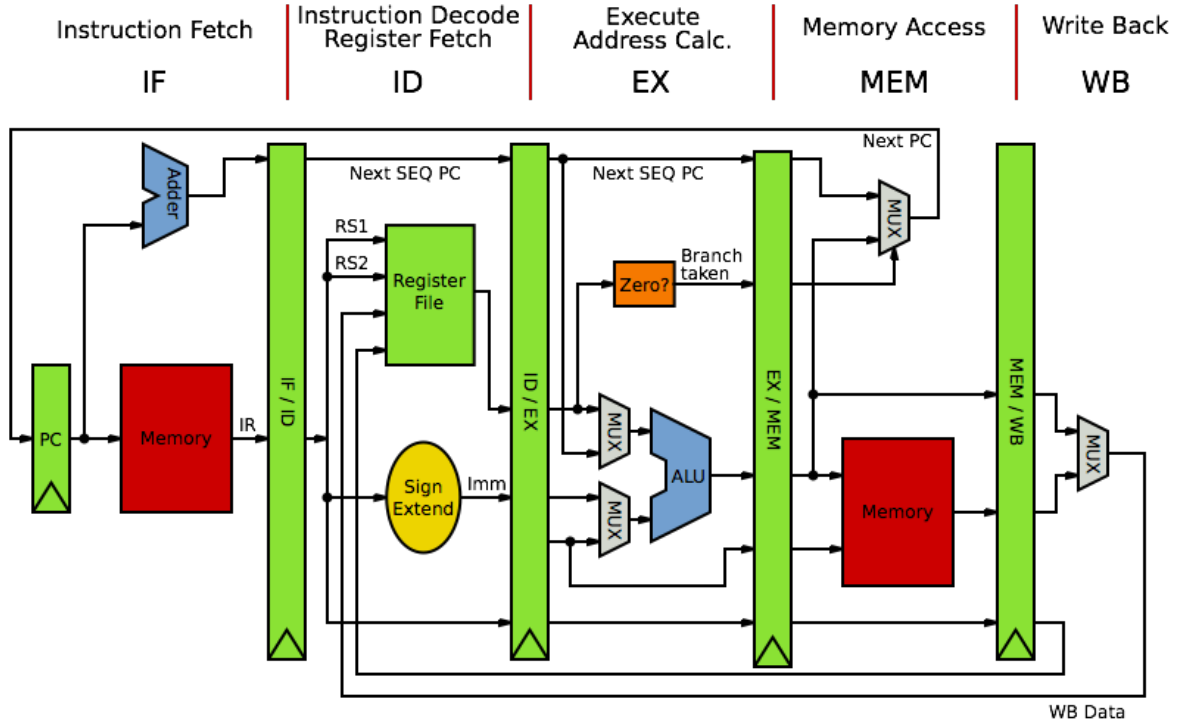 Instruction Fetch
IF
Instruction Decode
Register Fetch
ID
Execute
Address Calc.
EX
Memory Access
MEM
Write Back
WB
Next PC
Adder
Next SEQ PC
Next SEQ PC
MUX
RS1
RS2
Register
File
Branch
taken
Zero?
IF / ID
ID / EX
EX / MEM
MEM / WB
PC
Memory
IR
MUX
ALU
MUX
Sign
Extend
Imm
Memory
MUX
WB Data